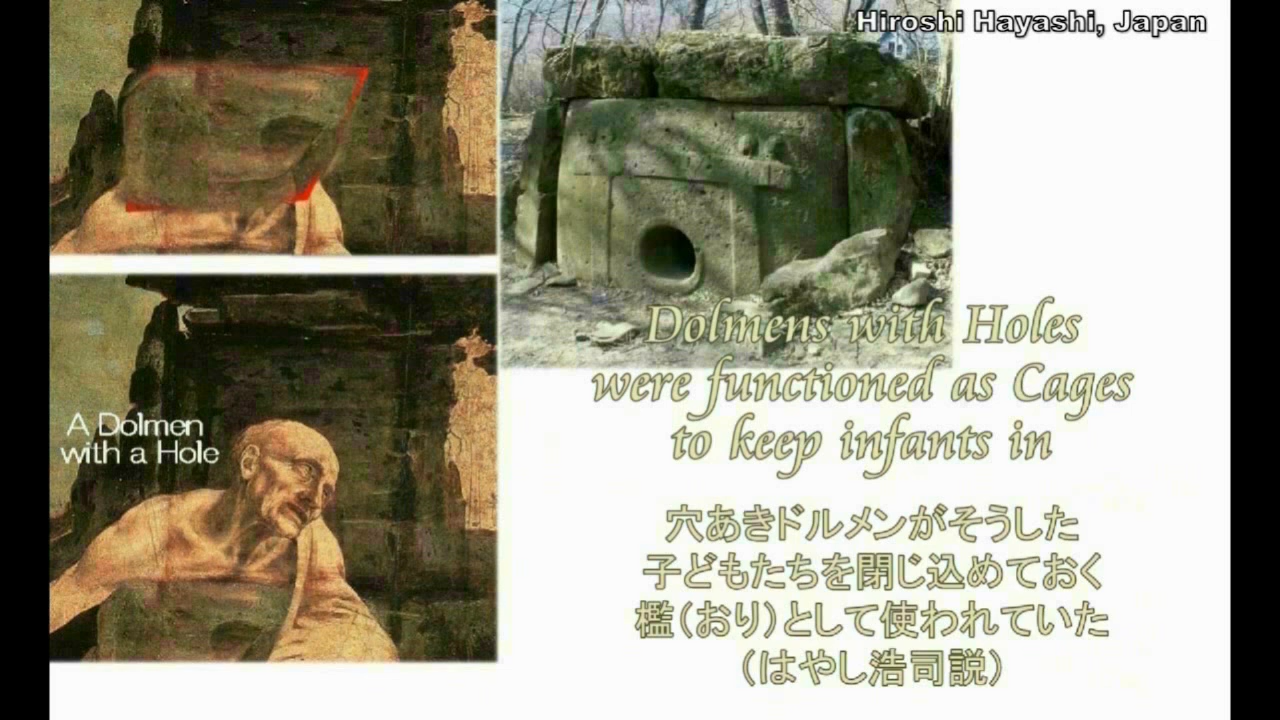 Hiroshi Hayashi, Japan
A Dolmen
with a Hole
Dolmens with Holes
were functioned as Cages
to keep infants in
穴あきドルメンがそうした
子どもたちを閉じ込めておく
檻（おり）として使われていた
（はやし浩司説）